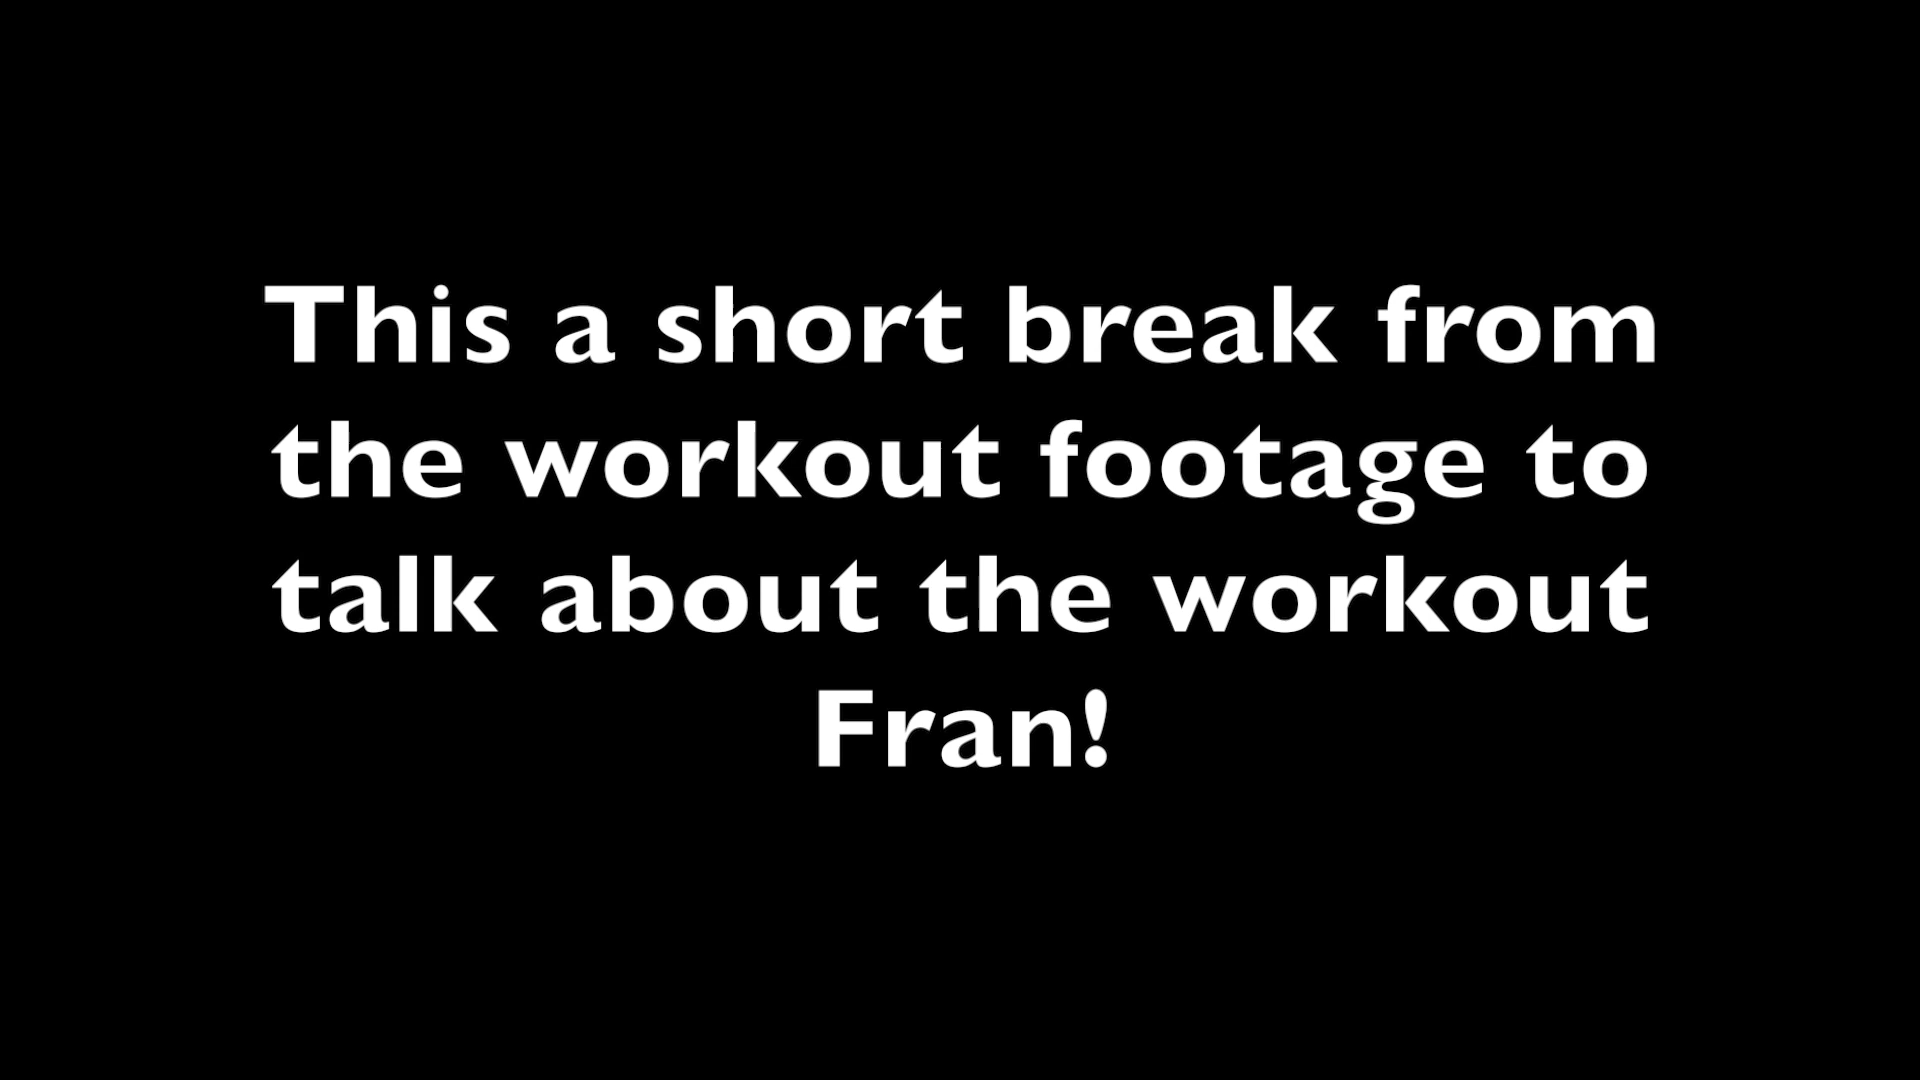 This a short break from
the workout footage to
talk about the workout
Fran!